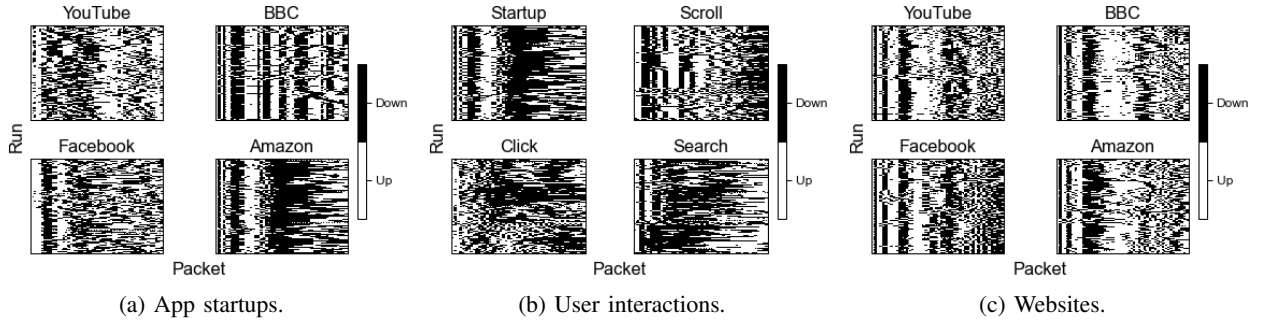 YouTube
BBC
Facebook
Amazon
Run
Packet
Down
Up
(a) App startups.
Startup
Scroll
Click
Search
Run
Packet
Down
Up
(b) User interactions.
YouTube
BBC
Facebook
Amazon
Run
Packet
Down
Up
(c) Websites.